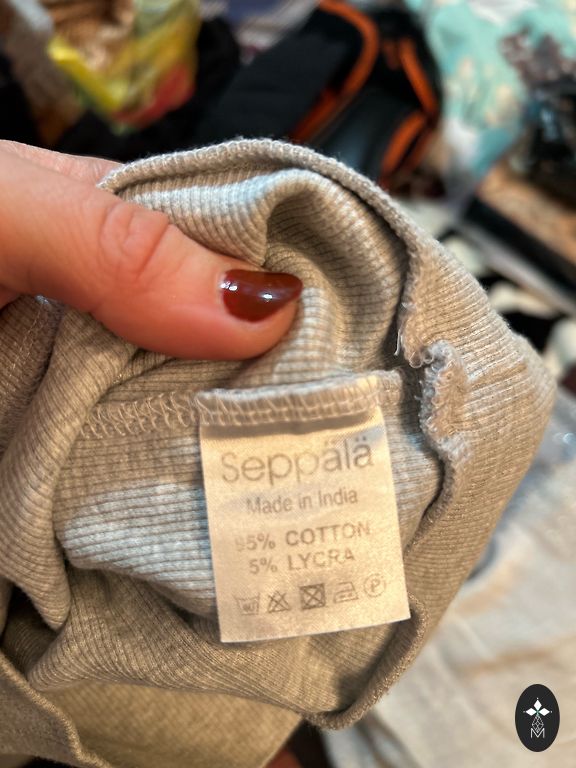 Seppälä
Made in India
95% COTTON
5% LYCRA